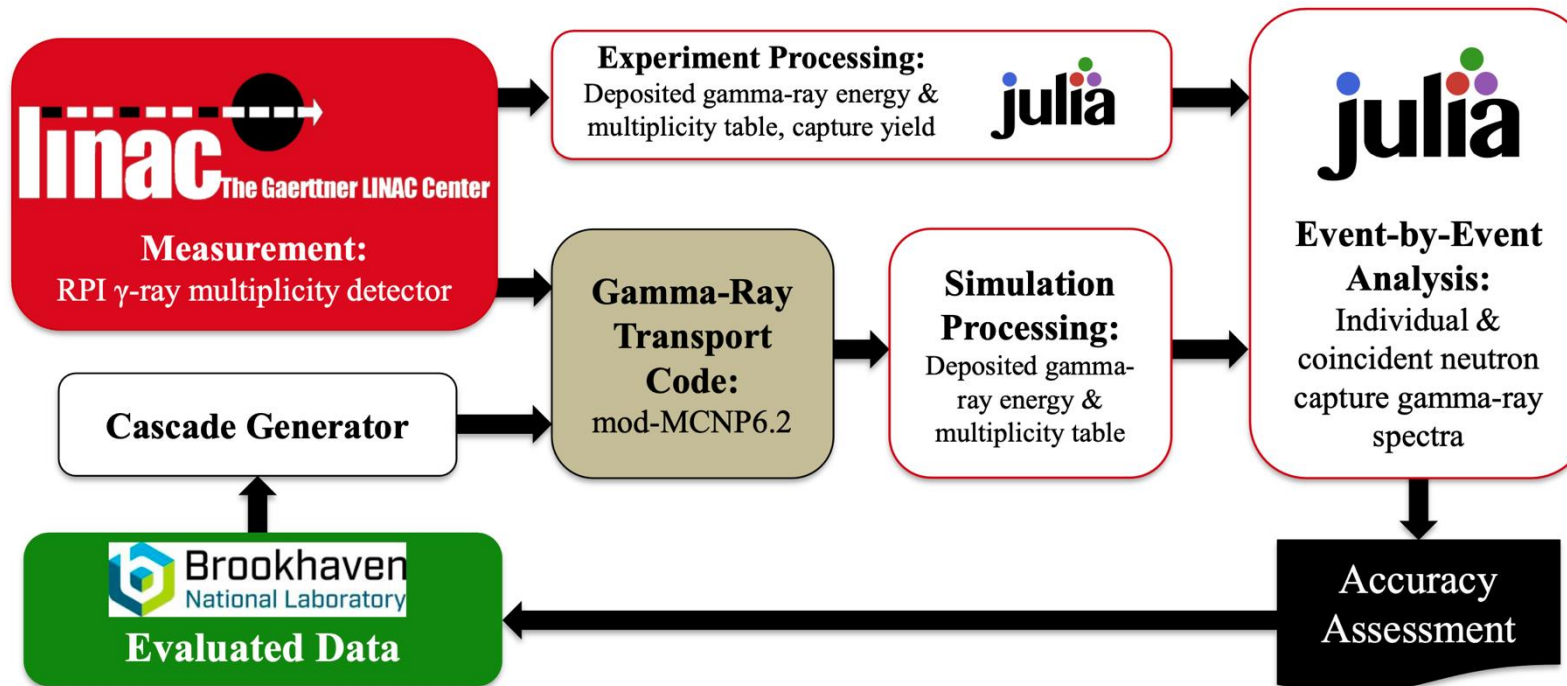 linac The Gaerttner LINAC Center
Measurement:
RPI γ-ray multiplicity detector
Experiment Processing:
Deposited gamma-ray energy &
multiplicity table, capture yield
julia
julia
Event-by-Event
Analysis:
Individual &
coincident neutron
capture gamma-ray
spectra
Gamma-Ray
Transport
Code:
mod-MCNP6.2
Simulation
Processing:
Deposited gamma-
ray energy &
multiplicity table
Cascade Generator
Brookhaven
National Laboratory
Evaluated Data
Accuracy
Assessment